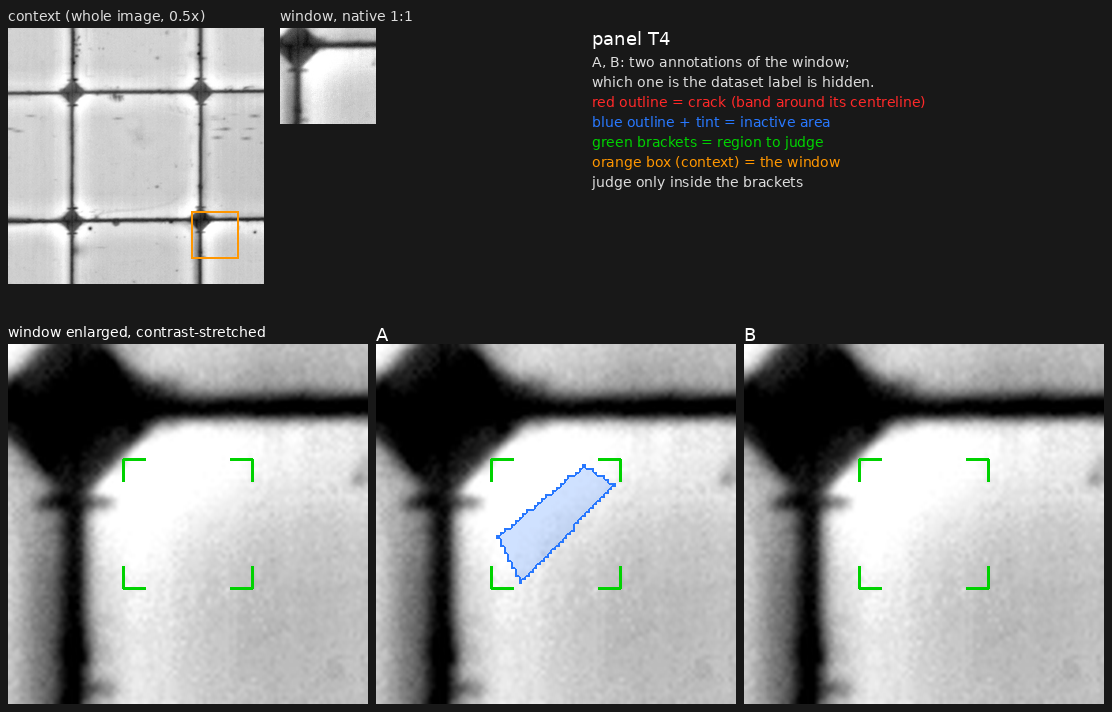 context (whole image, 0.5x)
window, native 1:1
panel T4
A, B: two annotations of the window;
which one is the dataset label is hidden.
red outline = crack (band around its centreline)
blue outline + tint = inactive area
green brackets = region to judge
orange box (context) = the window
judge only inside the brackets
window enlarged, contrast-stretched
A
B